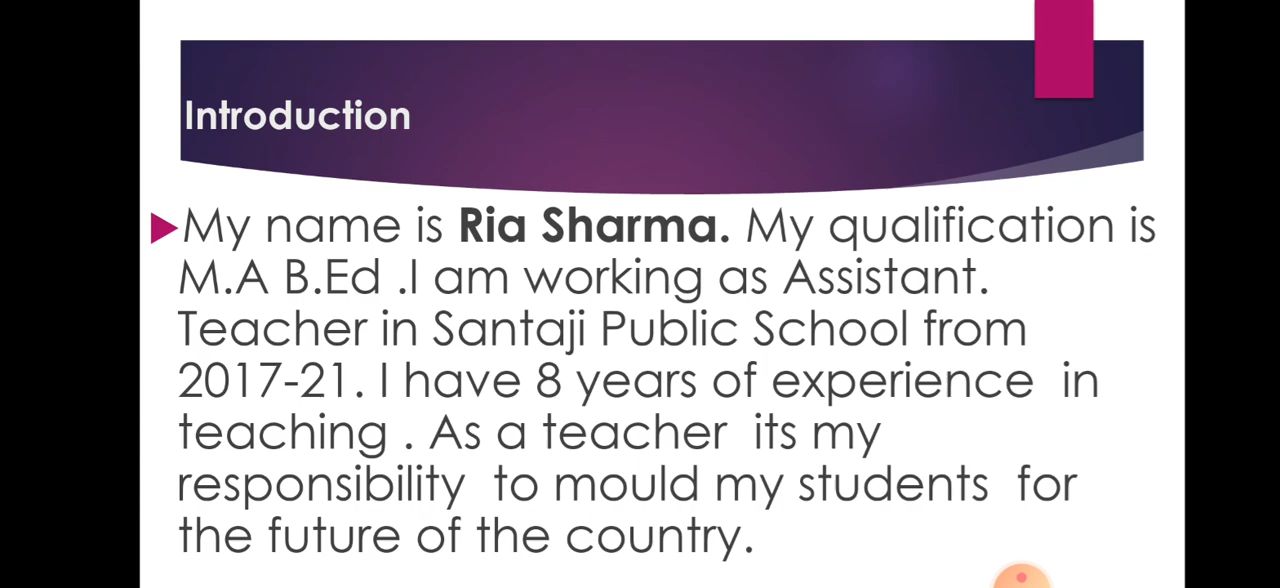 Introduction
My name is Ria Sharma. My qualification is
M.A B.Ed .I am working as Assistant.
Teacher in Santaji Public School from
2017-21. I have 8 years of experience in
teaching . As a teacher its my
responsibility to mould my students for
the future of the country.